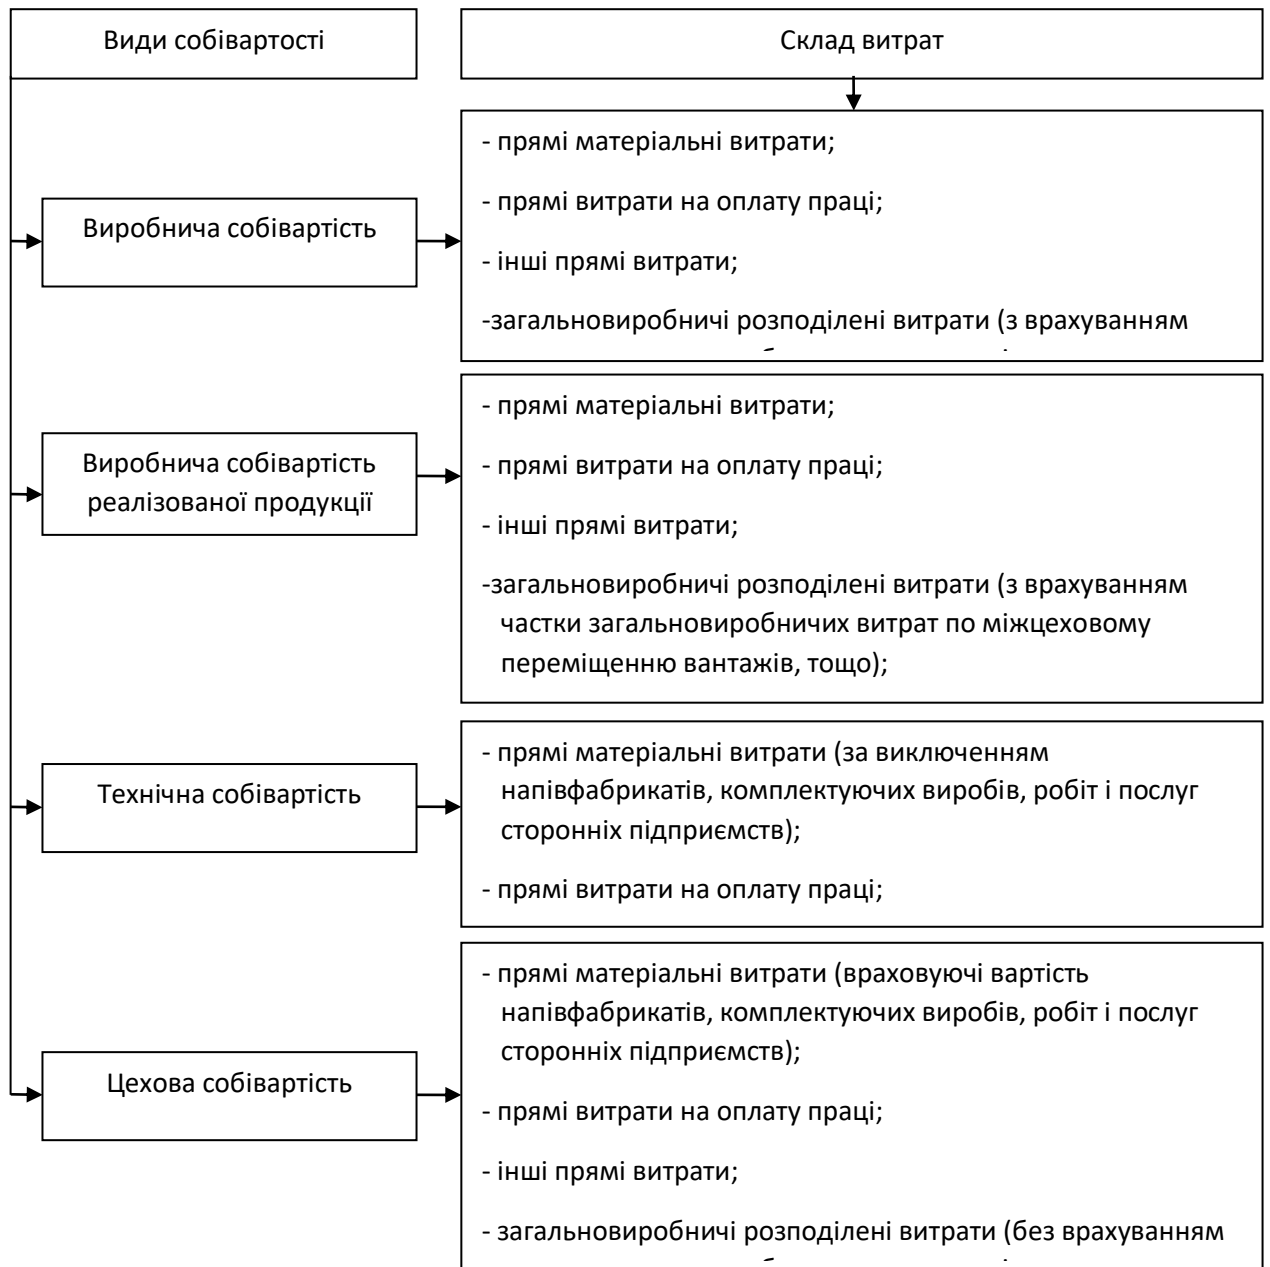 Види собівартості
Склад витрат
Виробнича собівартість
- прямі матеріальні витрати;
- прямі витрати на оплату праці;
- інші прямі витрати;
-загальновиробничі розподілені витрати (з врахуванням
Виробнича собівартість
реалізованої продукції
- прямі матеріальні витрати;
- прямі витрати на оплату праці;
- інші прямі витрати;
-загальновиробничі розподілені витрати (з врахуванням
частки загальновиробничих витрат по міжцеховому
переміщенню вантажів, тощо);
Технічна собівартість
- прямі матеріальні витрати (за виключенням
напівфабрикатів, комплектуючих виробів, робіт і послуг
сторонніх підприємств);
- прямі витрати на оплату праці;
Цехова собівартість
- прямі матеріальні витрати (враховуючі вартість
напівфабрикатів, комплектуючих виробів, робіт і послуг
сторонніх підприємств);
- прямі витрати на оплату праці;
- інші прямі витрати;
- загальновиробничі розподілені витрати (без врахуванням